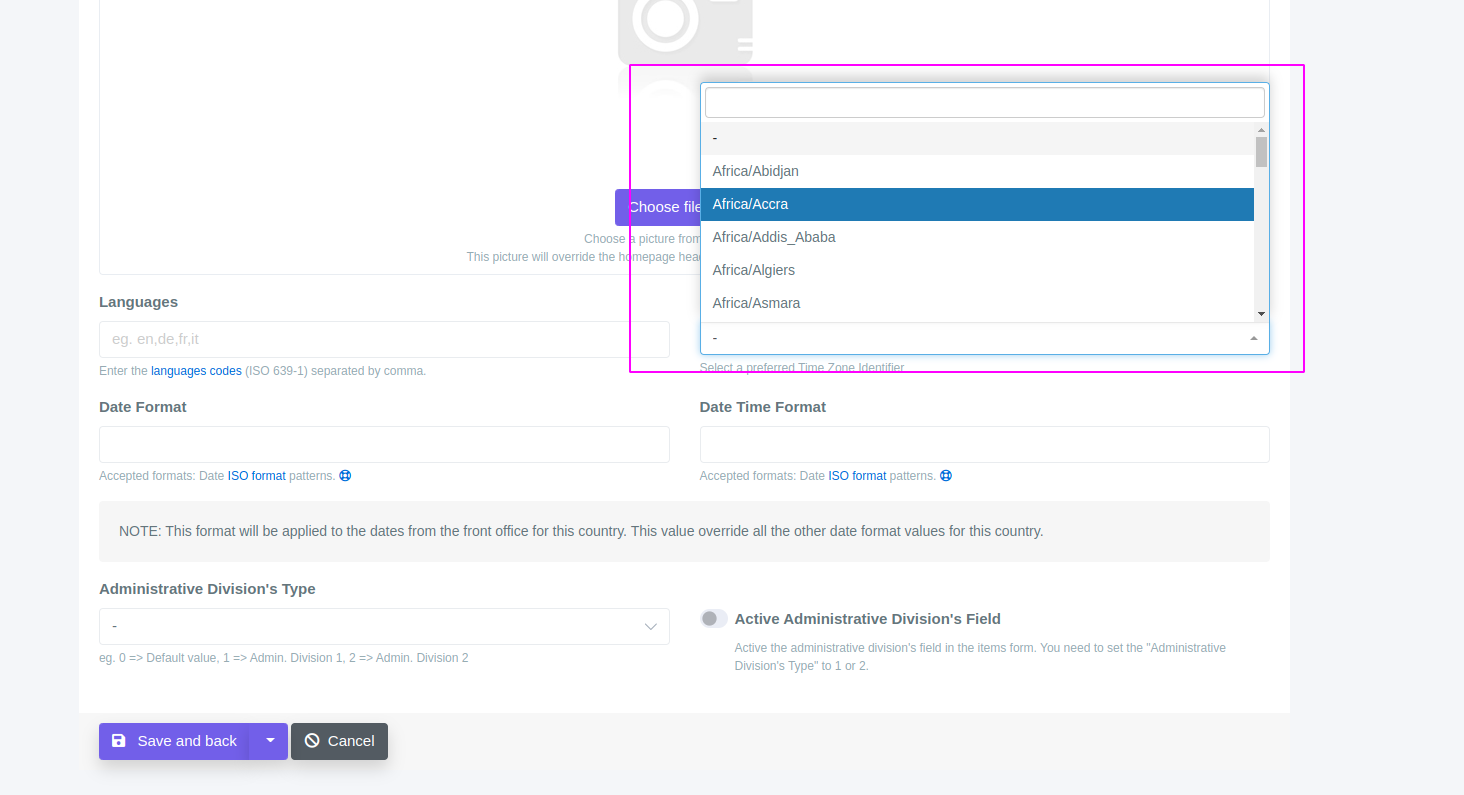 -
Africa/Abidjan
Africa/Accra
Africa/Addis_Ababa
Africa/Algiers
Africa/Asmara
-
Choose file
Choose a picture from
This picture will override the homepage
Languages
eg. en,de,fr,it
Enter the languages codes (ISO 639-1) separated by comma.
Select a preferred Time Zone Identifier
Date Format
Accepted formats: Date ISO format patterns.
Date Time Format
Accepted formats: Date ISO format patterns.
NOTE: This format will be applied to the dates from the front office for this country. This value override all the other date format values for this country.
Administrative Division's Type
-
eg. 0 => Default value, 1 => Admin. Division 1, 2 => Admin. Division 2
Active Administrative Division's Field
Active the administrative division's field in the items form. You need to set the "Administrative
Division's Type" to 1 or 2.
Save and back
Cancel